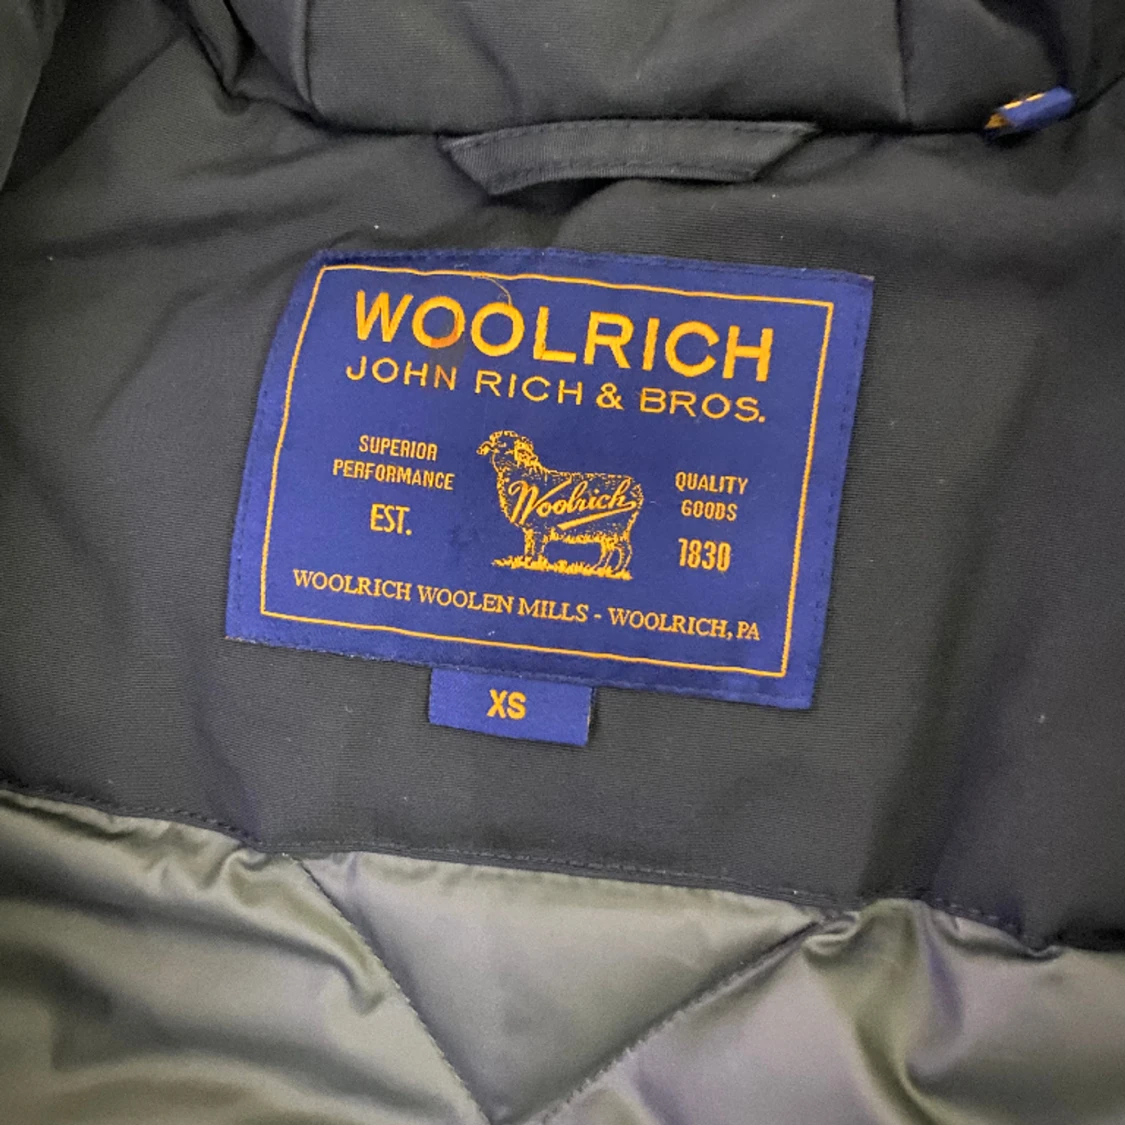 WOOLRICH
JOHN RICH & BROS.
SUPERIOR
PERFORMANCE
EST.
Woolrich
QUALITY
GOODS
1830
WOOLRICH WOOLEN MILLS - WOOLRICH, PA
XS